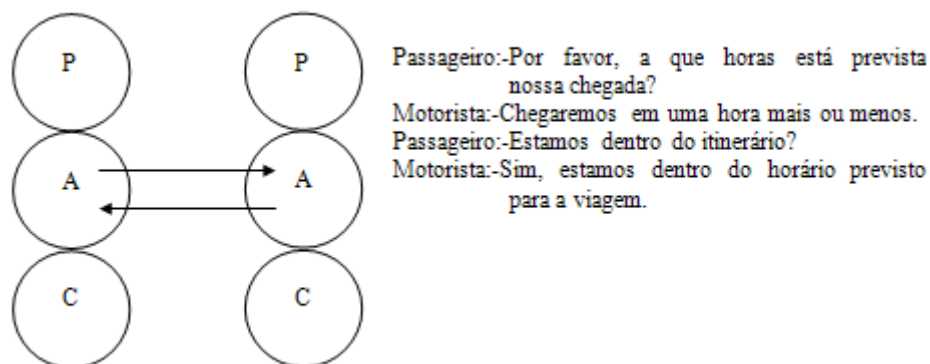 P P
Passageiro:-Por favor, a que horas está prevista
nossa chegada?
Motorista:-Chegaremos em uma hora mais ou menos.
Passageiro:-Estamos dentro do itinerário?
Motorista:-Sim, estamos dentro do horário previsto
para a viagem.
A A
C C